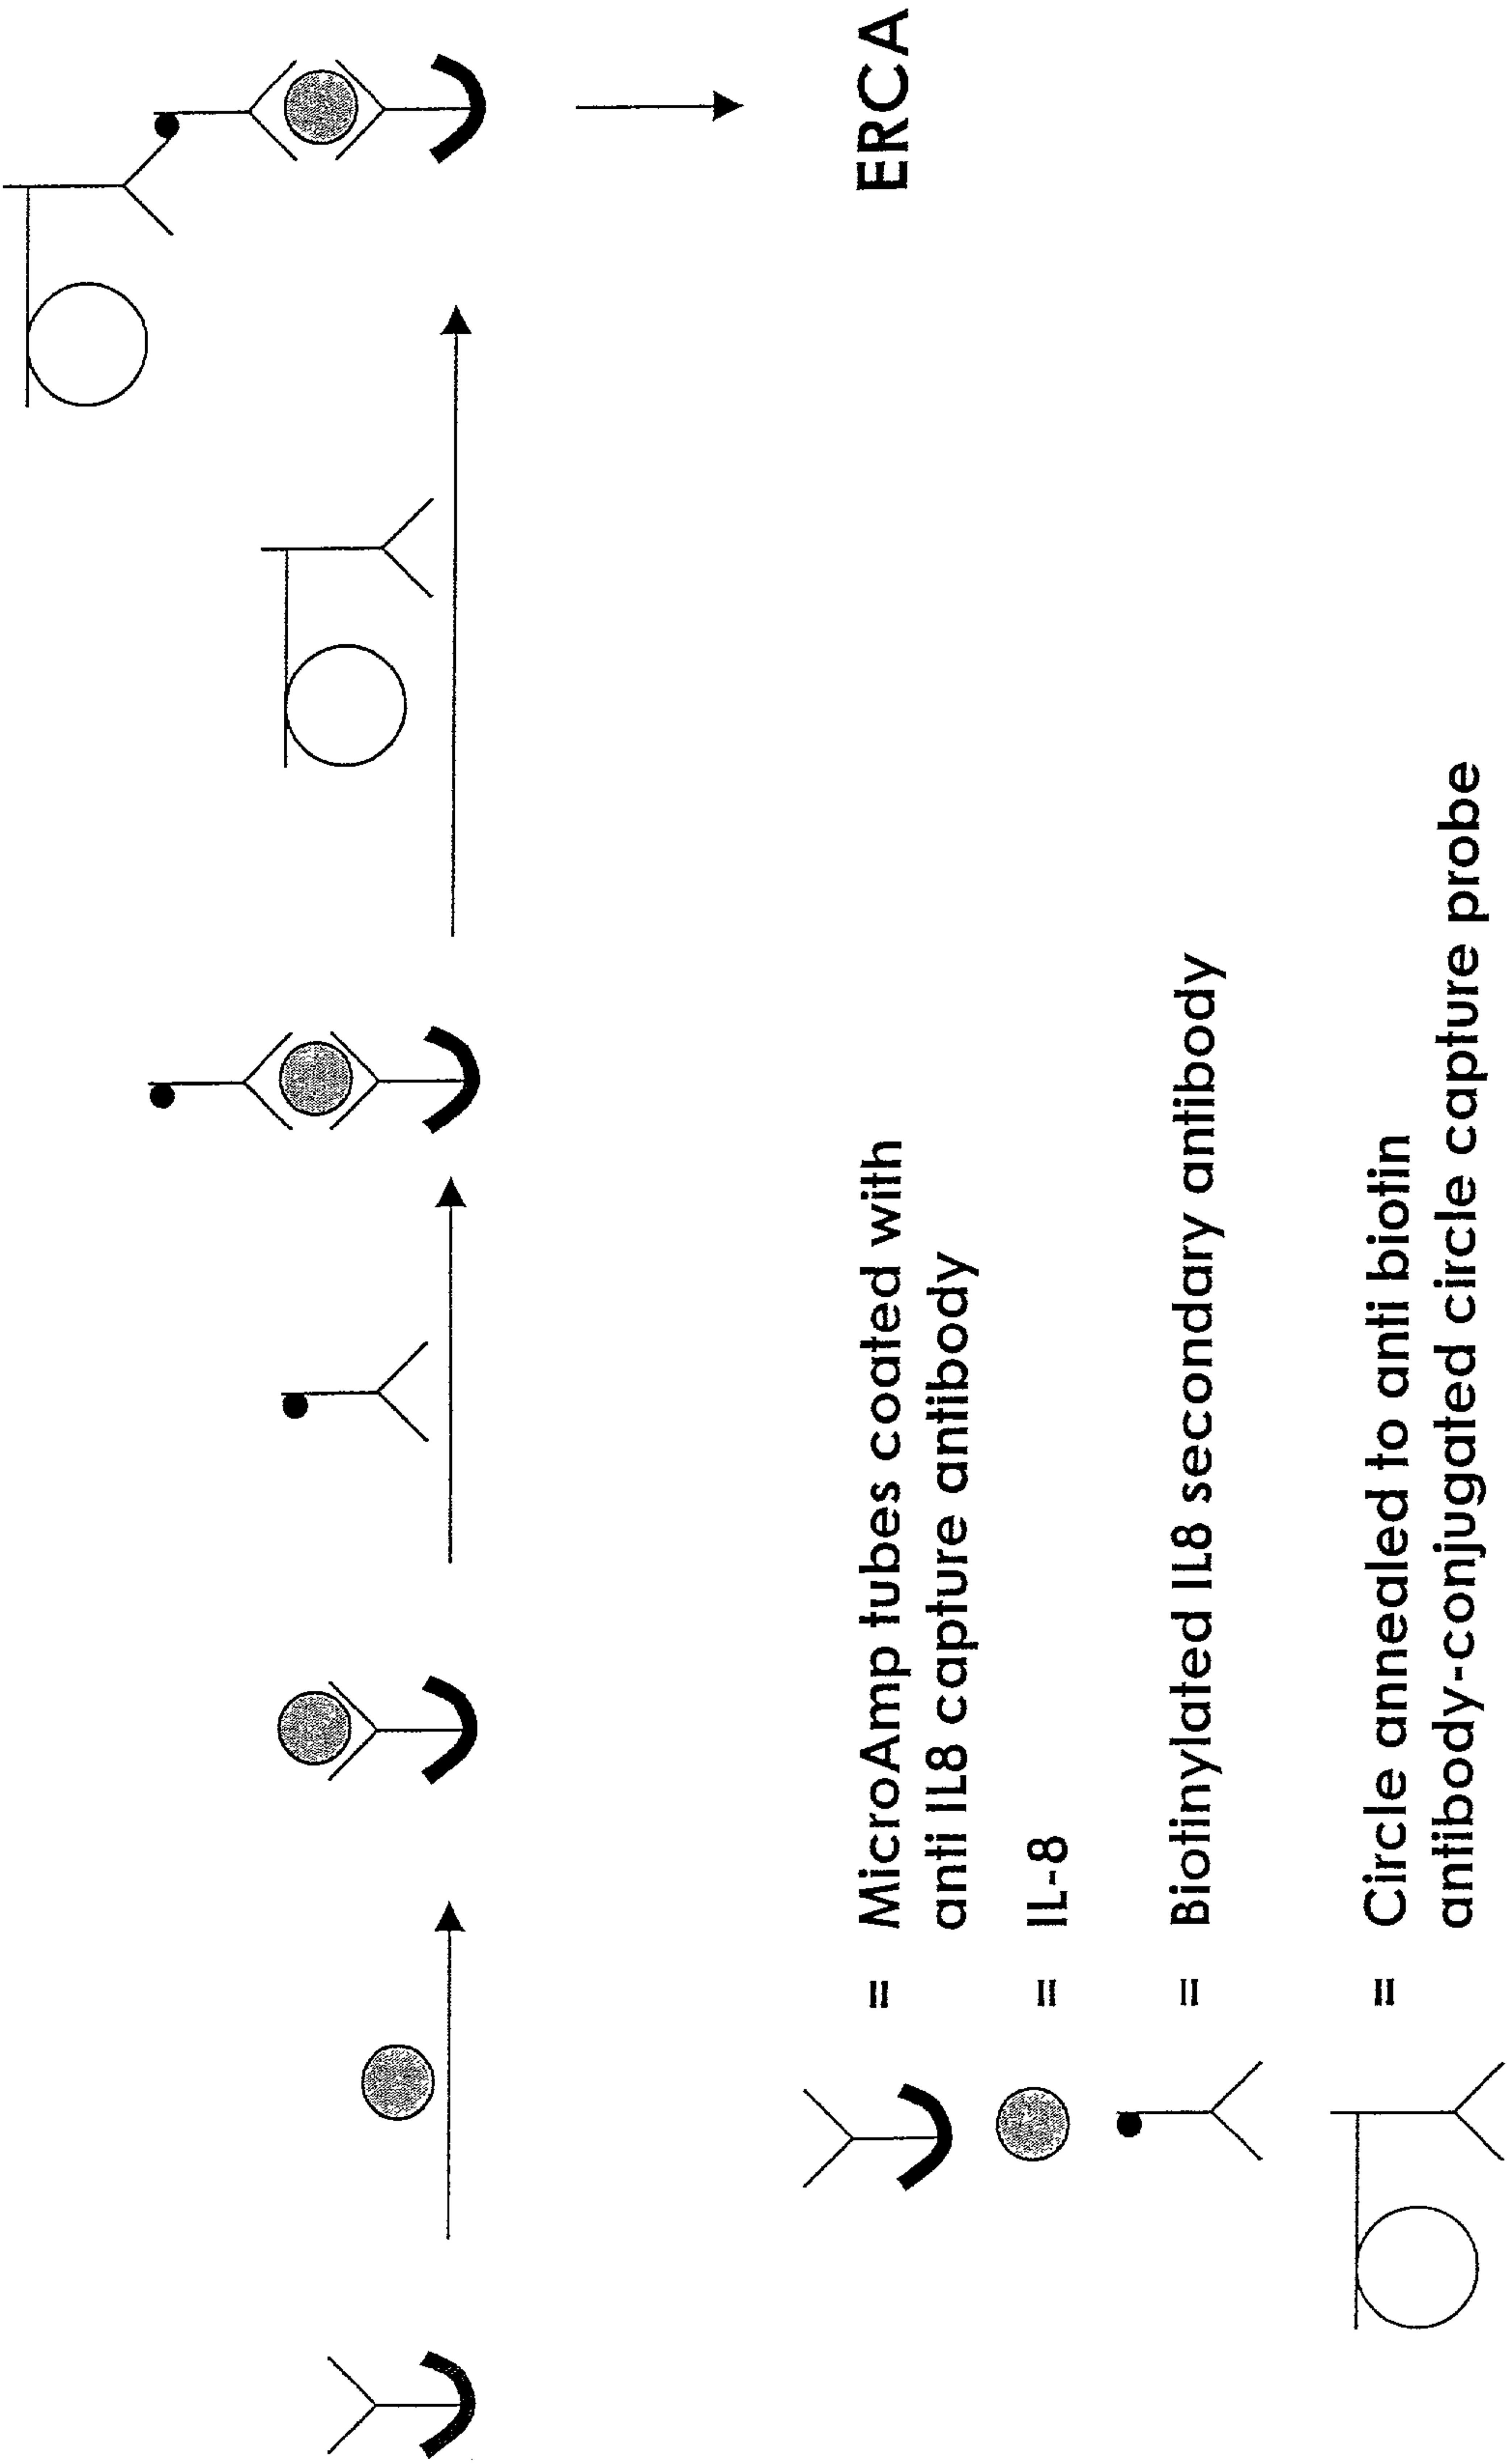 ERCA
= MicroAmp tubes coated with
anti IL8 capture antibody
= IL-8
= Biotinylated IL8 secondary antibody
= Circle annealed to anti biotin
antibody-conjugated circle capture probe